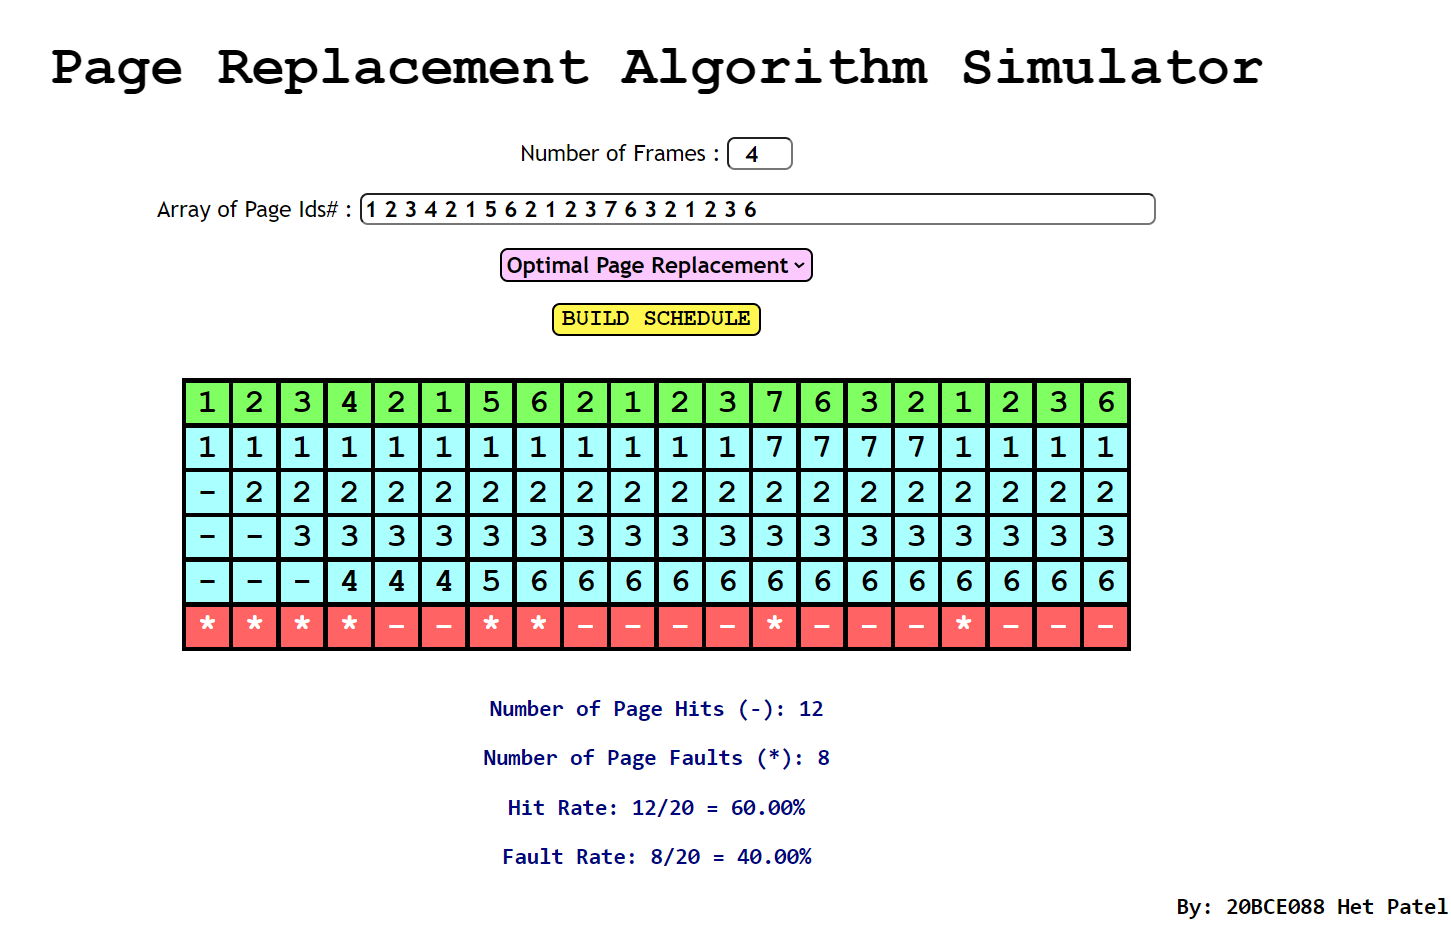 Page Replacement Algorithm Simulator
Number of Frames : 4
Array of Page Ids# : 1 2 3 4 2 1 5 6 2 1 2 3 7 6 3 2 1 2 3 6
Optimal Page Replacement
BUILD SCHEDULE
1 2 3 4 2 1 5 6 2 1 2 3 7 6 3 2 1 2 3 6
1 1 1 1 1 1 1 1 1 1 1 1 7 7 7 7 1 1 1 1
- 2 2 2 2 2 2 2 2 2 2 2 2 2 2 2 2 2 2 2
- - 3 3 3 3 3 3 3 3 3 3 3 3 3 3 3 3 3 3
- - - 4 4 4 5 6 6 6 6 6 6 6 6 6 6 6 6 6
* * * * - - * * - - - - * - - - * - - -
Number of Page Hits (-): 12
Number of Page Faults (*): 8
Hit Rate: 12/20 = 60.00%
Fault Rate: 8/20 = 40.00%
By: 20BCE088 Het Patel